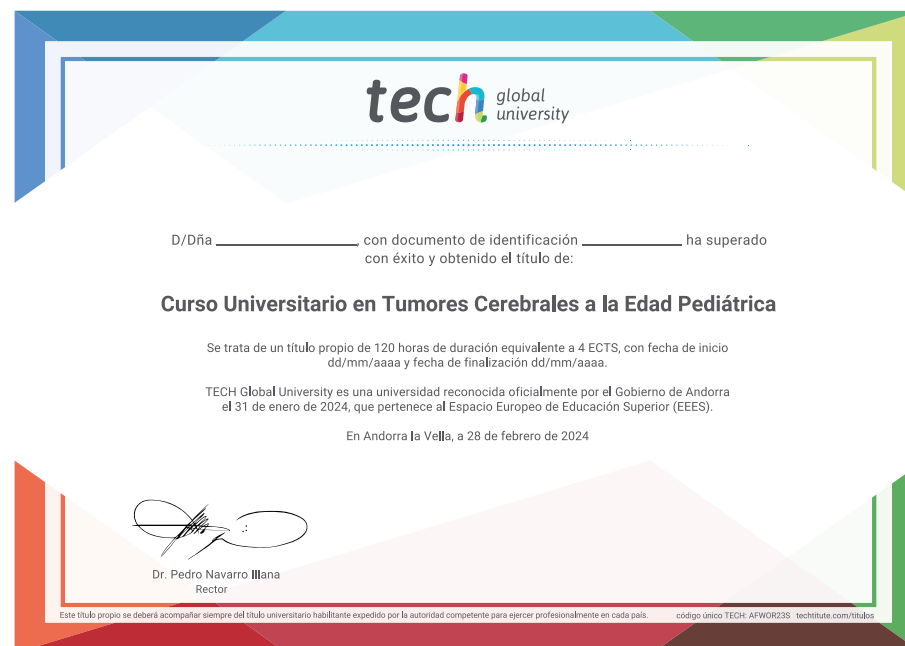 tech global
university
D/Dña ______________, con documento de identificación ______________ ha superado
con éxito y obtenido el título de:
Curso Universitario en Tumores Cerebrales a la Edad Pediátrica
Se trata de un título propio de 120 horas de duración equivalente a 4 ECTS, con fecha de inicio
dd/mm/aaaa y fecha de finalización dd/mm/aaaa.
TECH Global University es una universidad reconocida oficialmente por el Gobierno de Andorra
el 31 de enero de 2024, que pertenece al Espacio Europeo de Educación Superior (EEES).
En Andorra la Vella, a 28 de febrero de 2024
Dr. Pedro Navarro Illana
Rector
Este título propio se deberá acompañar siempre del título universitario habilitante expedido por la autoridad competente para ejercer profesionalmente en cada país. código único TECH: AFWOR23S techtitute.com/titulos